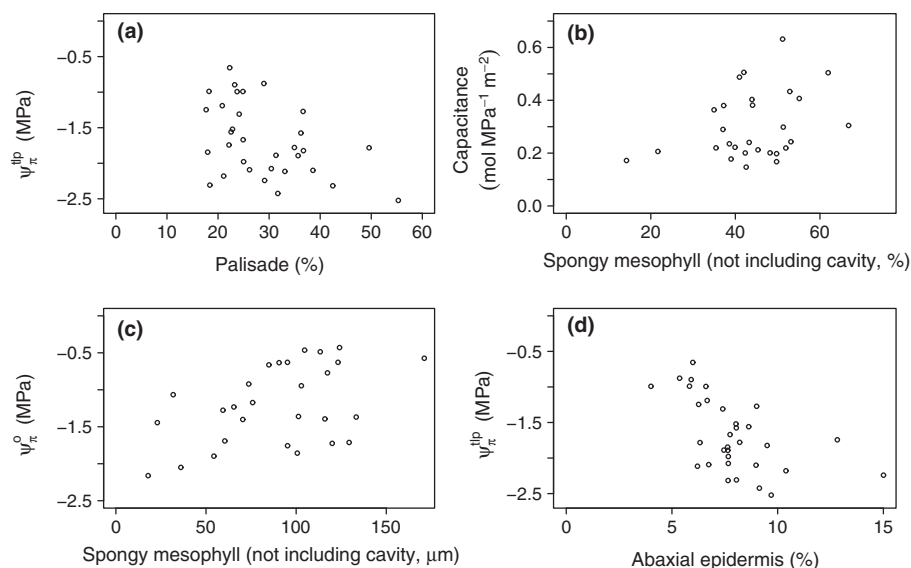 (a)
ψπtlp (MPa)
−0.5
−1.5
−2.5
0 10 20 30 40 50 60
Palisade (%)
(b)
Capacitance
(mol MPa−1 m−2)
0.6
0.4
0.2
0.0
0 20 40 60
Spongy mesophyll (not including cavity, %)
(c)
ψπo (MPa)
−0.5
−1.5
−2.5
0 50 100 150
Spongy mesophyll (not including cavity, μm)
(d)
ψπtlp (MPa)
−0.5
−1.5
−2.5
0 5 10 15
Abaxial epidermis (%)